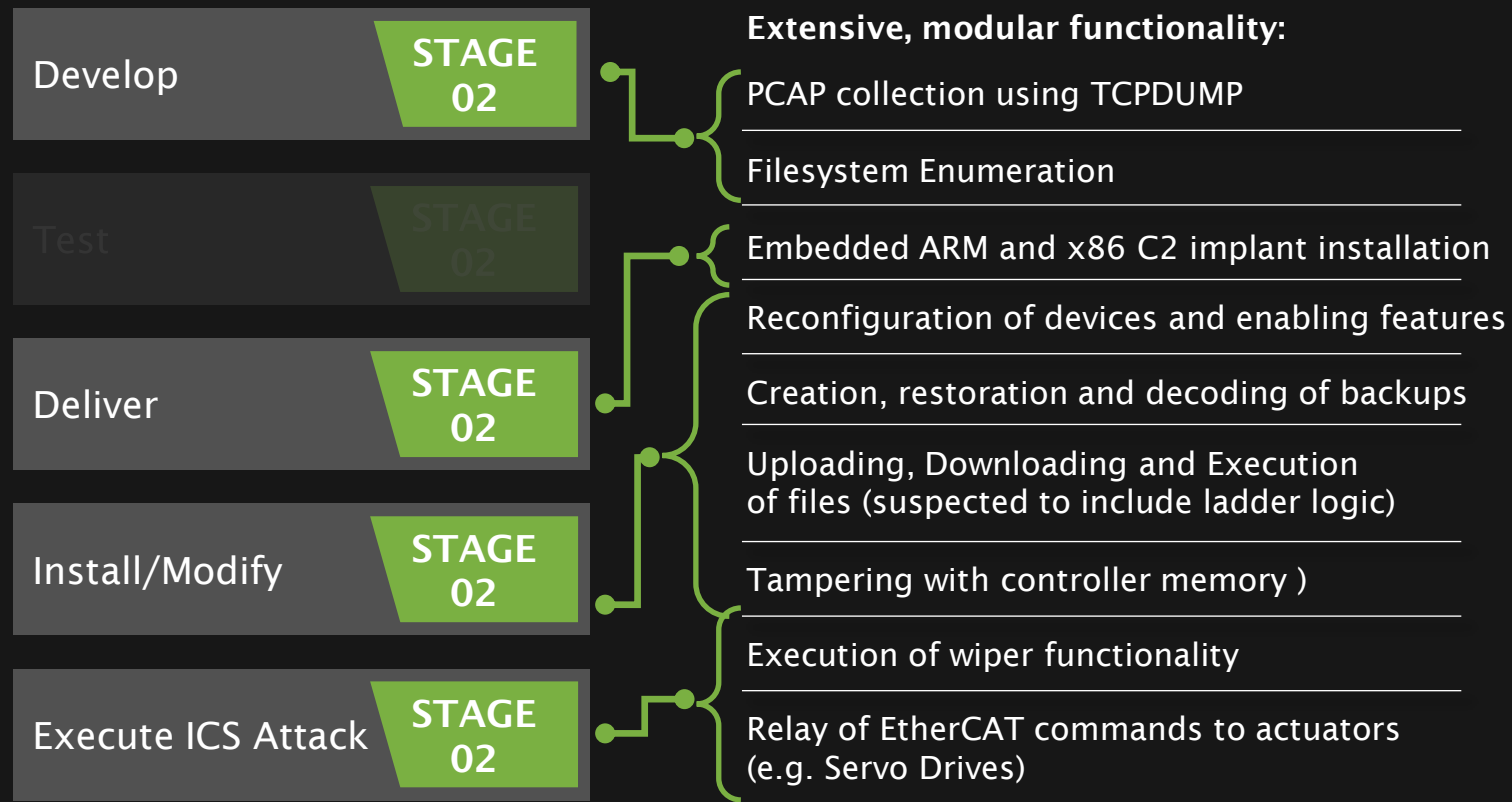 Develop
STAGE
02
Test
STAGE
02
Deliver
STAGE
02
Install/Modify
STAGE
02
Execute ICS Attack
STAGE
02
Extensive, modular functionality:
PCAP collection using TCPDUMP
Filesystem Enumeration
Embedded ARM and x86 C2 implant installation
Reconfiguration of devices and enabling features
Creation, restoration and decoding of backups
Uploading, Downloading and Execution
of files (suspected to include ladder logic)
Tampering with controller memory )
Execution of wiper functionality
Relay of EtherCAT commands to actuators
(e.g. Servo Drives)